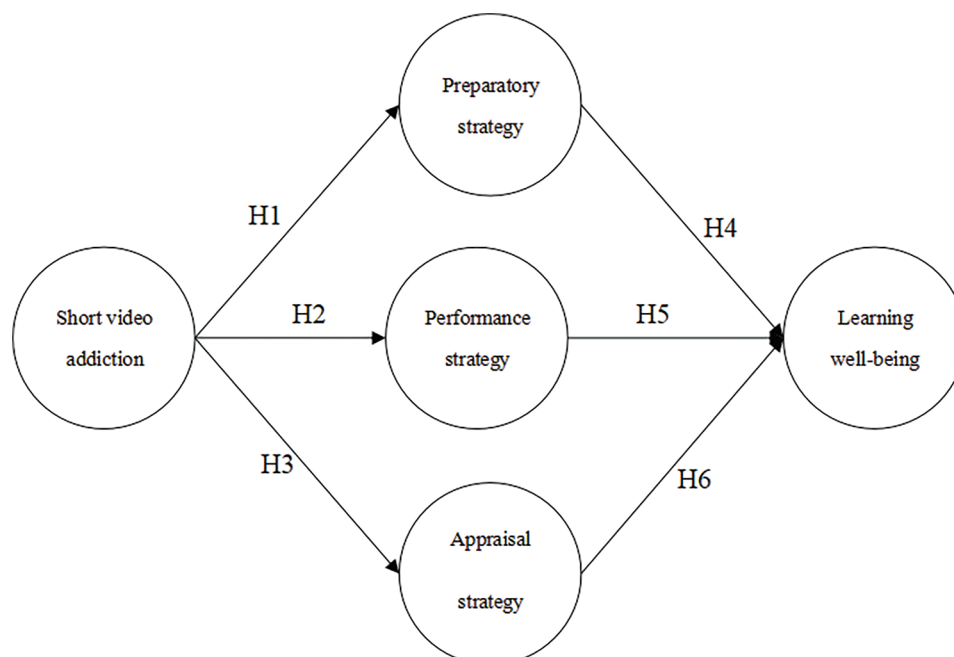 Preparatory
strategy
H1
H4
Short video
addiction
H2
Performance
strategy
H5
Learning
well-being
H3
H6
Appraisal
strategy